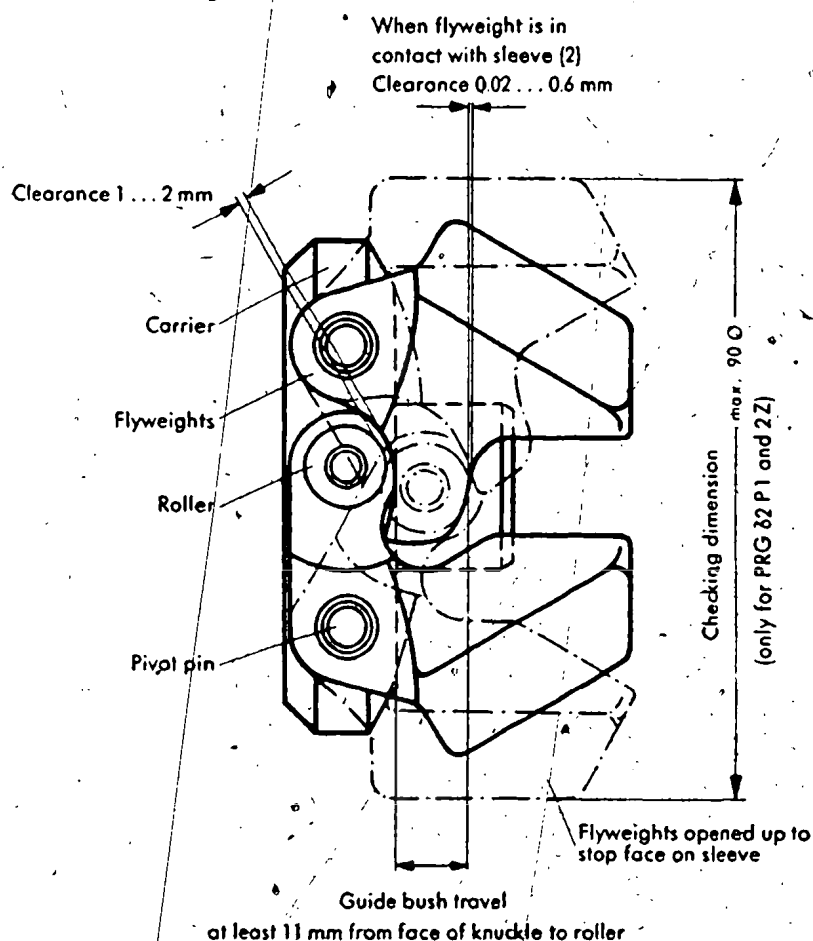 When flyweight is in
contact with sleeve (2)
Clearance 0.02 ... 0.6 mm
Clearance 1 ... 2 mm
Carrier
Flyweights
Roller
Pivot pin
Checking dimension
max. 90 Ø
(only for PRG 82 P1 and 2Z)
Flyweights opened up to
stop face on sleeve
Guide bush travel
at least 11 mm from face of knuckle to roller